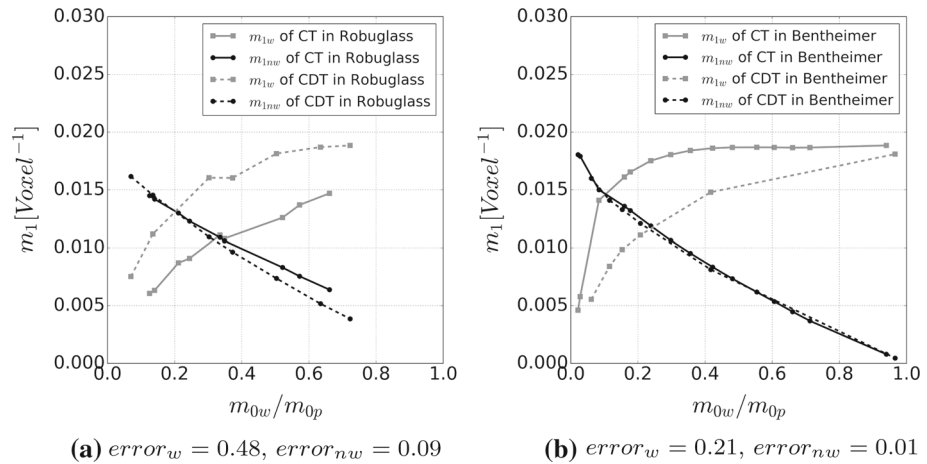 0.030
0.025
0.020
0.015
0.010
0.005
0.000
m₁[Voxel⁻¹]
m₁w of CT in Robuglass
m₁nw of CT in Robuglass
m₁w of CDT in Robuglass
m₁nw of CDT in Robuglass
0.0 0.2 0.4 0.6 0.8 1.0
m₀w/m₀p
(a) error_w = 0.48, error_nw = 0.09
0.030
0.025
0.020
0.015
0.010
0.005
0.000
m₁[Voxel⁻¹]
m₁w of CT in Bentheimer
m₁nw of CT in Bentheimer
m₁w of CDT in Bentheimer
m₁nw of CDT in Bentheimer
0.0 0.2 0.4 0.6 0.8 1.0
m₀w/m₀p
(b) error_w = 0.21, error_nw = 0.01